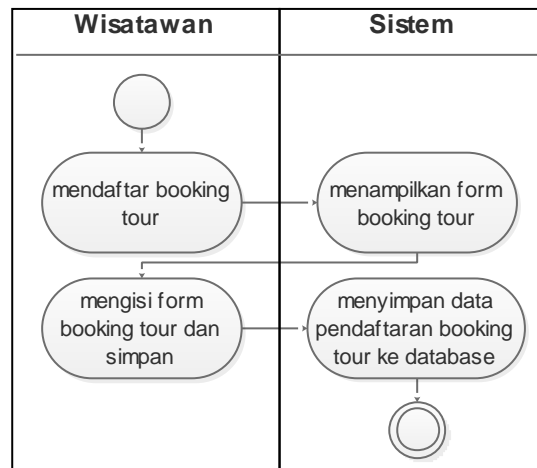 Wisatawan
Sistem
mendaftar booking
tour
menampilkan form
booking tour
mengisi form
booking tour dan
simpan
menyimpan data
pendaftaran booking
tour ke database